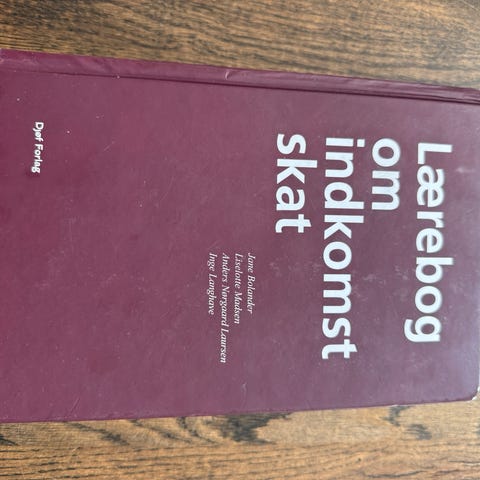 Lærebog
om
indkomst
skat
Jane Bolander
Liselotte Madsen
Anders Nørgaard Laursen
Inge Langhave
Djøf Forlag